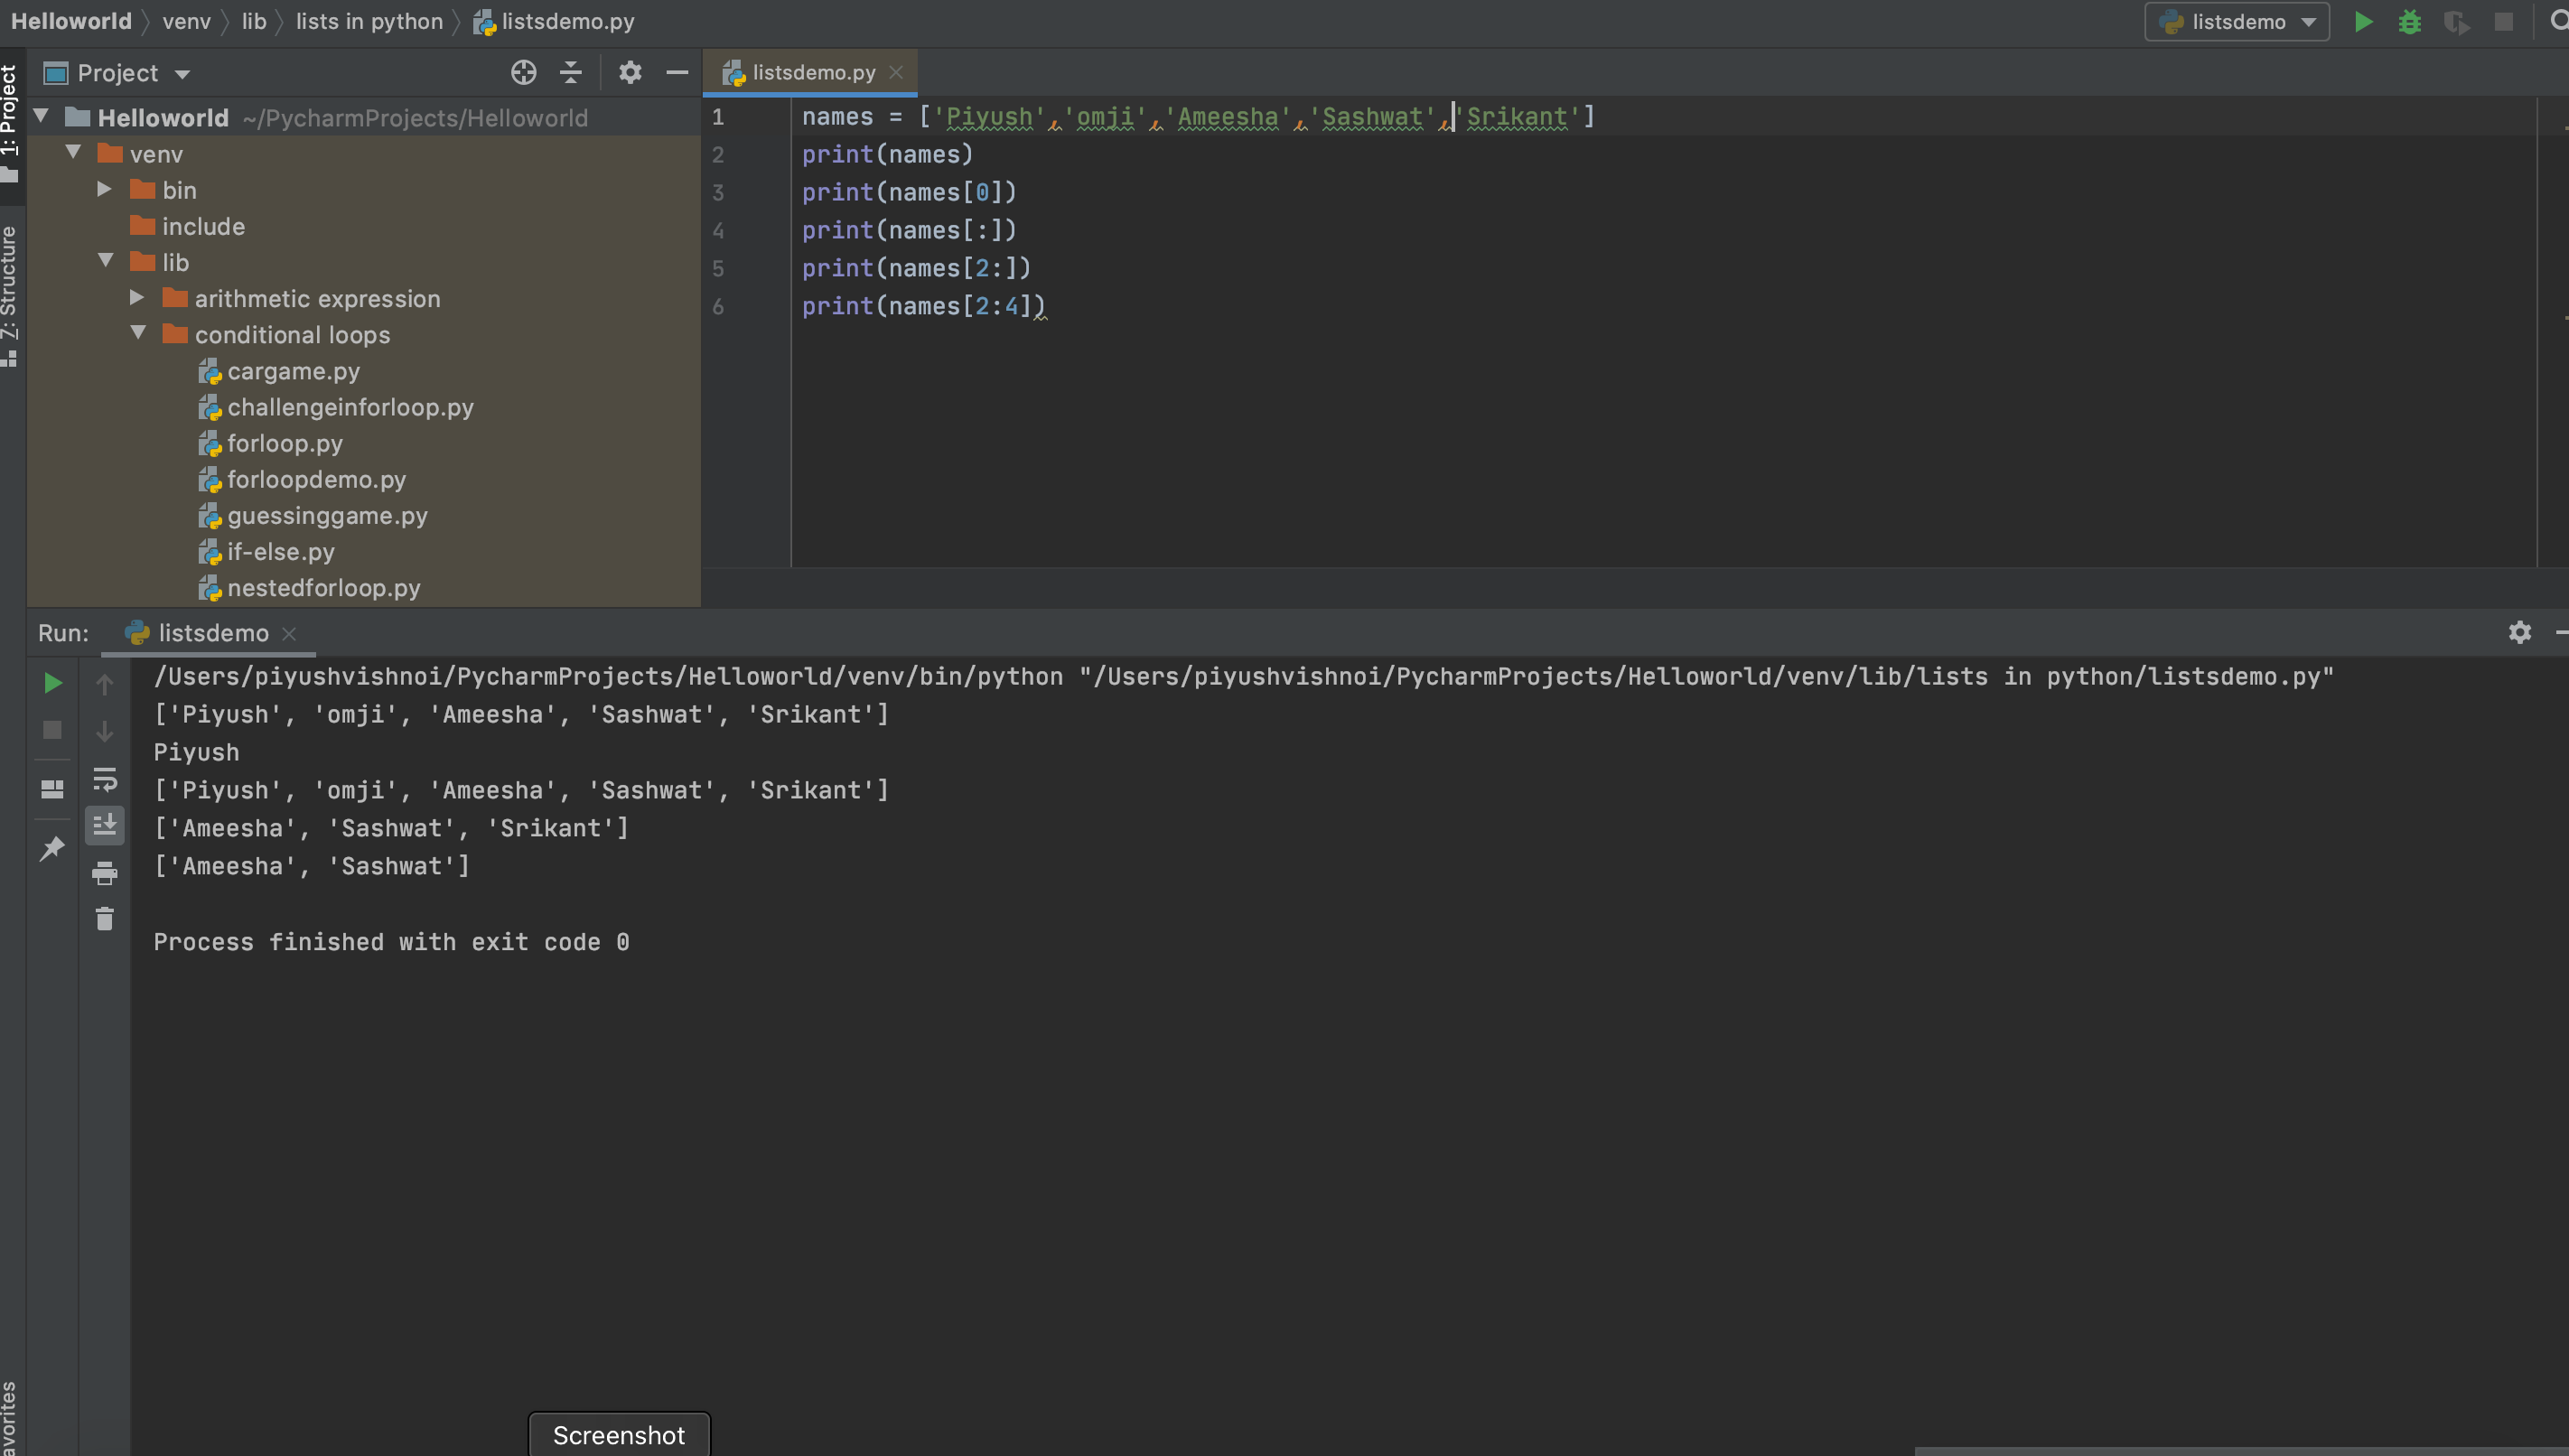 Helloworld venv lib lists in python listsdemo.py
listsdemo
Project
listsdemo.py
1: Project
7: Structure
Helloworld ~/PycharmProjects/Helloworld
venv
bin
include
lib
arithmetic expression
conditional loops
cargame.py
challengeinforloop.py
forloop.py
forloopdemo.py
guessinggame.py
if-else.py
nestedforloop.py
1 names = ['Piyush','omji','Ameesha','Sashwat','Srikant']
2 print(names)
3 print(names[0])
4 print(names[:])
5 print(names[2:])
6 print(names[2:4])
Run: listsdemo
/Users/piyushvishnoi/PycharmProjects/Helloworld/venv/bin/python "/Users/piyushvishnoi/PycharmProjects/Helloworld/venv/lib/lists in python/listsdemo.py"
['Piyush', 'omji', 'Ameesha', 'Sashwat', 'Srikant']
Piyush
['Piyush', 'omji', 'Ameesha', 'Sashwat', 'Srikant']
['Ameesha', 'Sashwat', 'Srikant']
['Ameesha', 'Sashwat']
Process finished with exit code 0
avorites
Screenshot